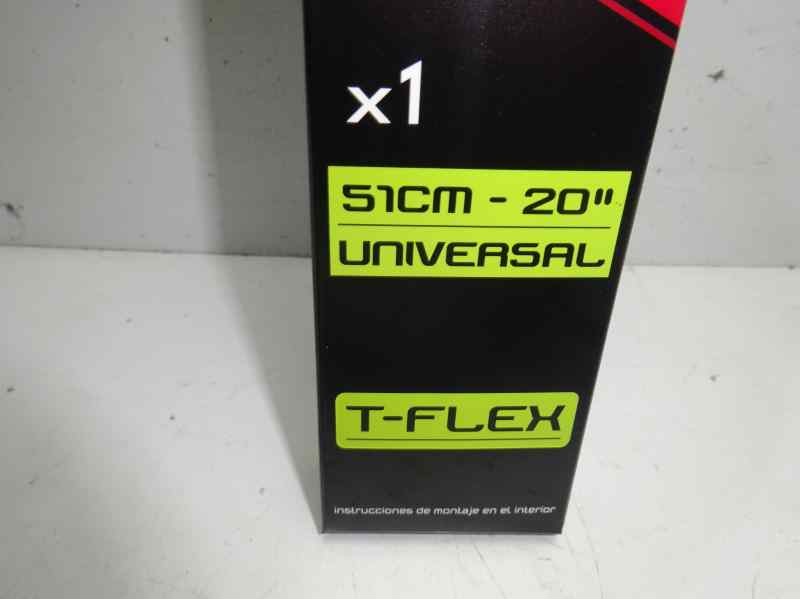 x1
51CM - 20"
UNIVERSAL
T-FLEX
instrucciones de montaje en el interior